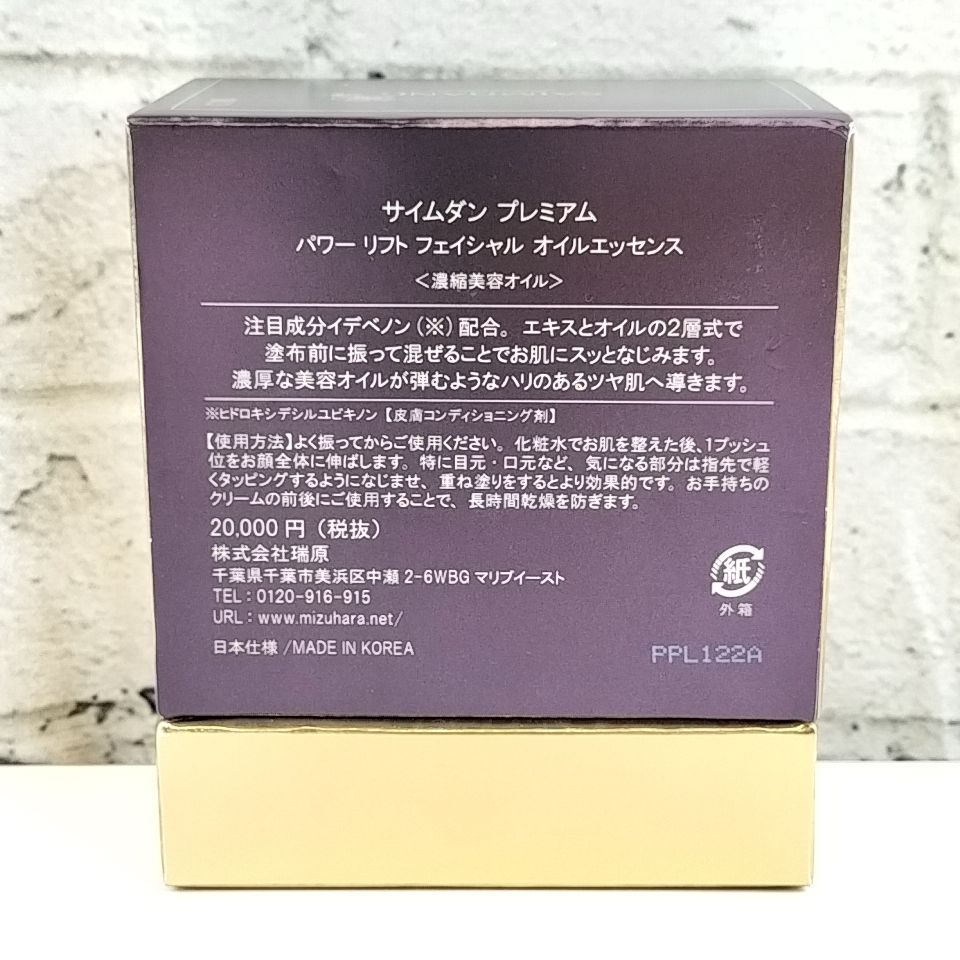 サイムダン プレミアム
パワー リフト フェイシャル オイルエッセンス
＜濃縮美容オイル＞
注目成分イデベノン（※）配合。エキスとオイルの2層式で
塗布前に振って混ぜることでお肌にスッとなじみます。
濃厚な美容オイルが弾むようなハリのあるツヤ肌へ導きます。
※ヒドロキシデシルユビキノン【皮膚コンディショニング剤】
【使用方法】よく振ってからご使用ください。化粧水でお肌を整えた後、1プッシュ
位をお顔全体に伸ばします。特に目元・口元など、気になる部分は指先で軽
くタッピングするようになじませ、重ね塗りをするとより効果的です。お手持ちの
クリームの前後にご使用することで、長時間乾燥を防ぎます。
20,000円（税抜）
株式会社瑞原
千葉県千葉市美浜区中瀬2-6WBGマリブイースト
TEL：0120-916-915
URL：www.mizuhara.net/
日本仕様/MADE IN KOREA
紙
外箱
PPL122A